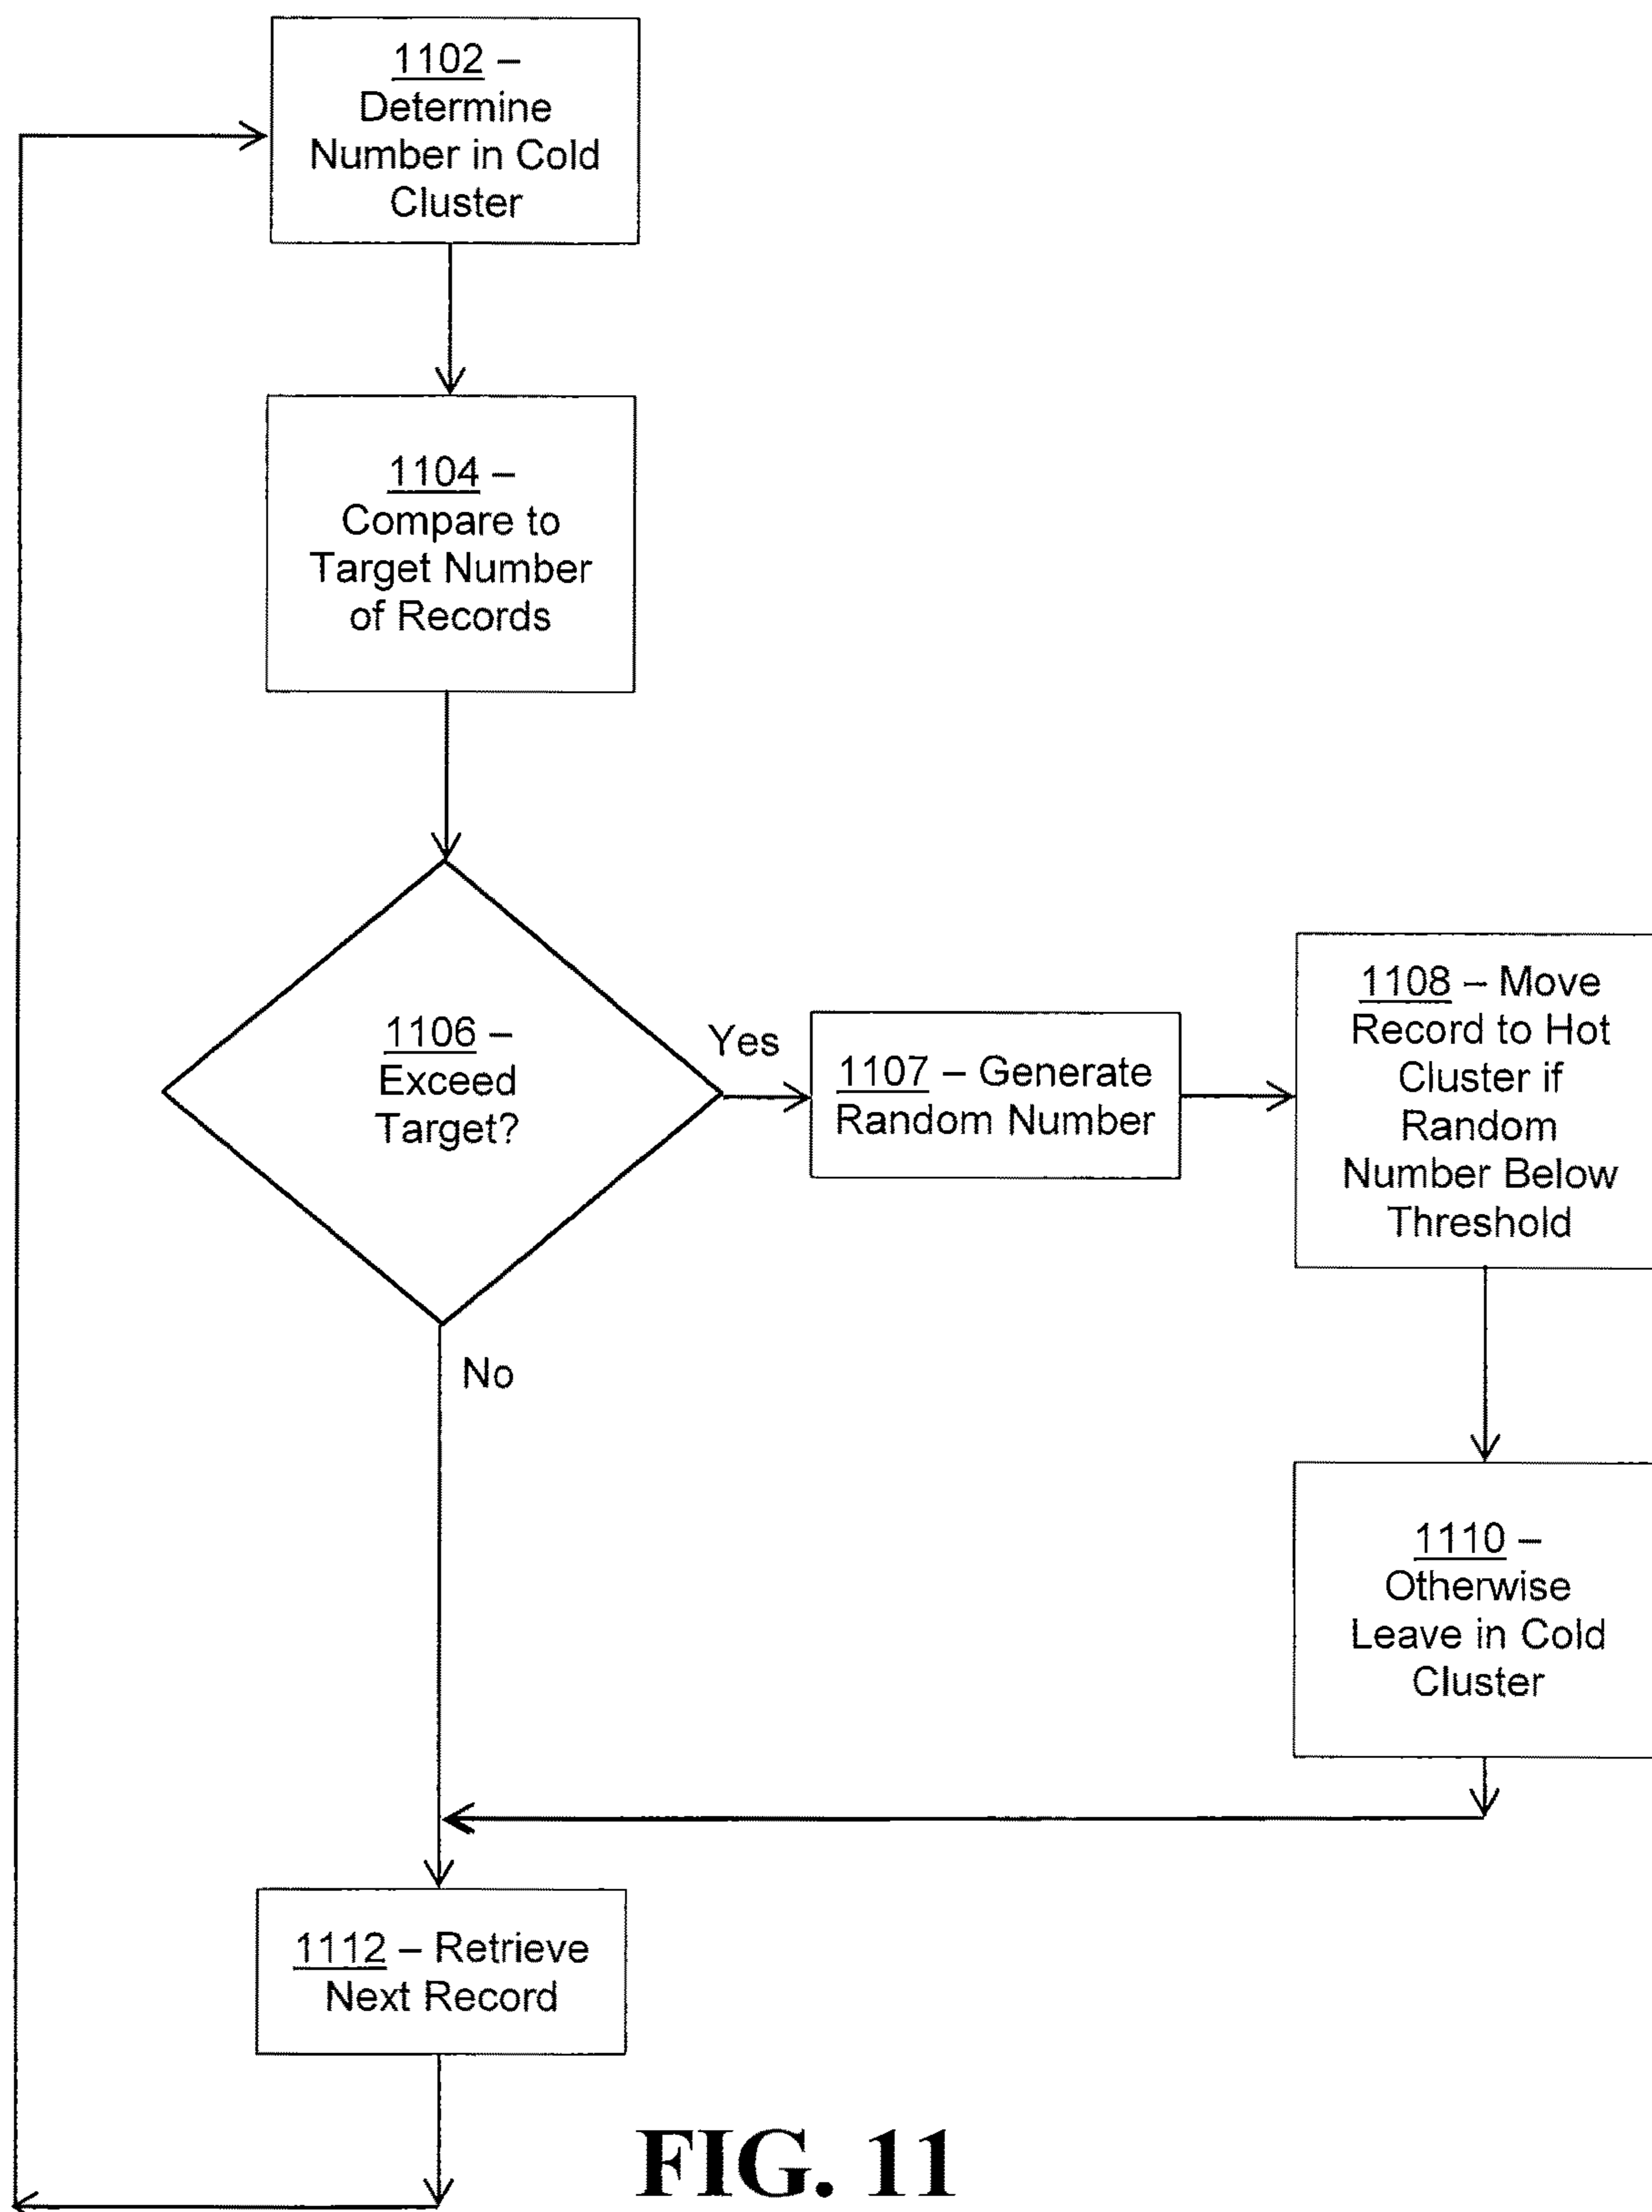 1102 –
Determine
Number in Cold
Cluster
1104 –
Compare to
Target Number
of Records
1106 –
Exceed
Target?
Yes
1107 – Generate
Random Number
1108 – Move
Record to Hot
Cluster if
Random
Number Below
Threshold
No
1110 –
Otherwise
Leave in Cold
Cluster
1112 – Retrieve
Next Record
FIG. 11